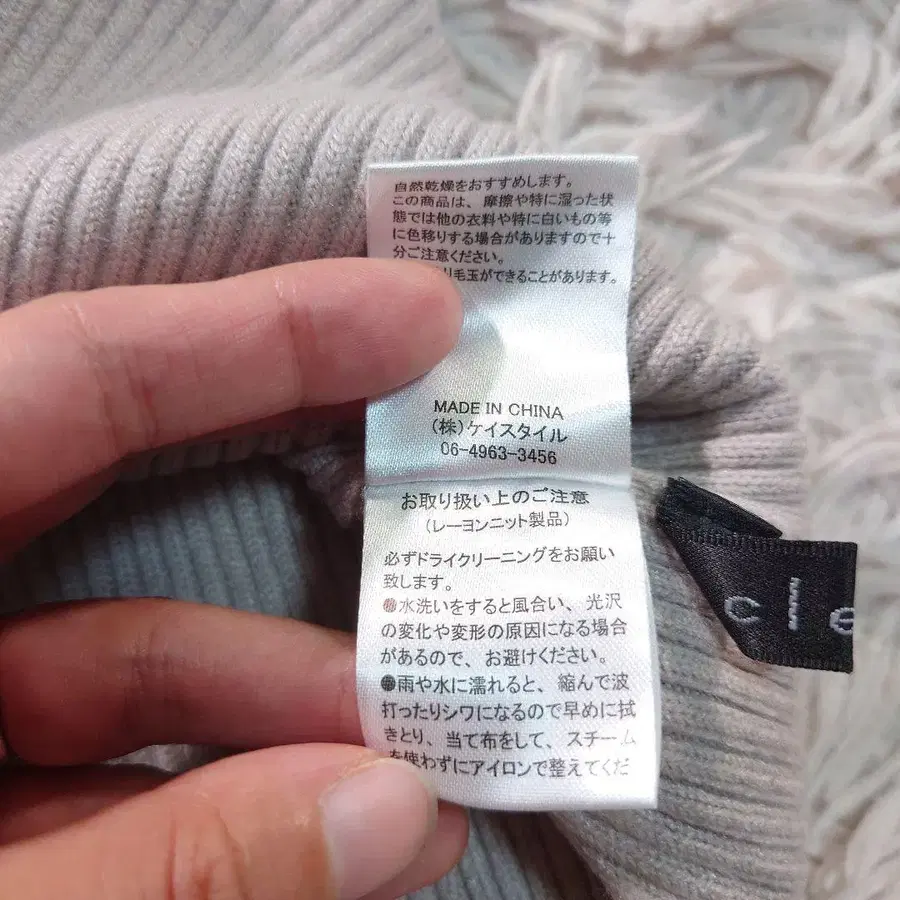 自然乾燥をおすすめします。
この商品は、摩擦や特に湿った状
態では他の衣料や特に白いもの等
に色移りする場合がありますので十
分ご注意ください。
り毛玉ができることがあります。
MADE IN CHINA
(株)ケイスタイル
06-4963-3456
お取り扱い上のご注意
(レーヨンニット製品)
必ずドライクリーニングをお願い
致します。
●水洗いをすると風合い、光沢
の変化や変形の原因になる場合
があるので、お避けください。
●雨や水に濡れると、縮んで波
打ったりシワになるので早めに拭
きとり、当て布をして、スチーム
を使わずにアイロンで整えてくだ
cle